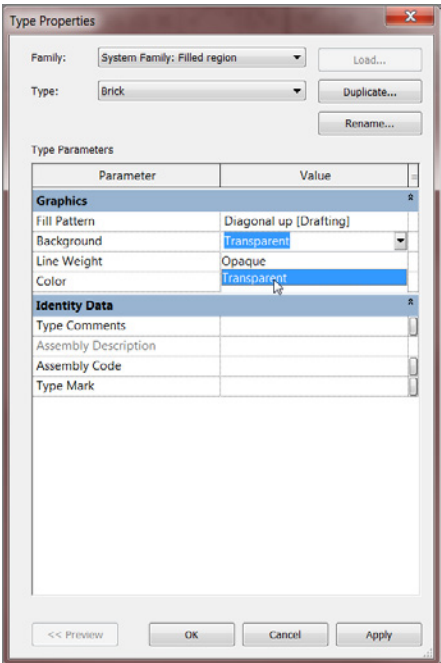 Type Properties
Family: System Family: Filled region Load...
Type: Brick Duplicate...
Rename...
Type Parameters
Parameter Value =
Graphics
Fill Pattern Diagonal up [Drafting]
Background Transparent
Line Weight Opaque
Color Transparent
Identity Data
Type Comments
Assembly Description
Assembly Code
Type Mark
<< Preview OK Cancel Apply